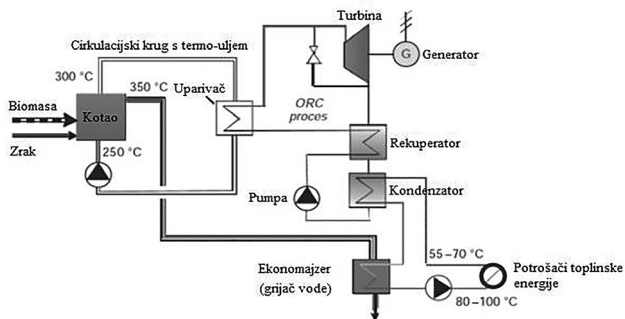 Turbina
Cirkulacijski krug s termo-uljem
G
Generator
300 °C
350 °C
Uparivač
Biomasa
Kotao
ORC
proces
Zrak
250 °C
Rekuperator
Pumpa
Kondenzator
55–70 °C
Ekonomajzer
(grijač vode)
Potrošači toplinske
energije
80–100 °C